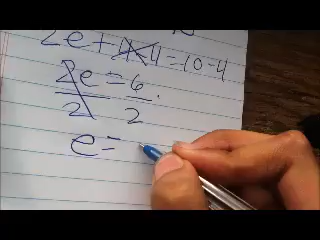 2e + 4 - 4 = 10 - 4
2e = 6
2 2
e =